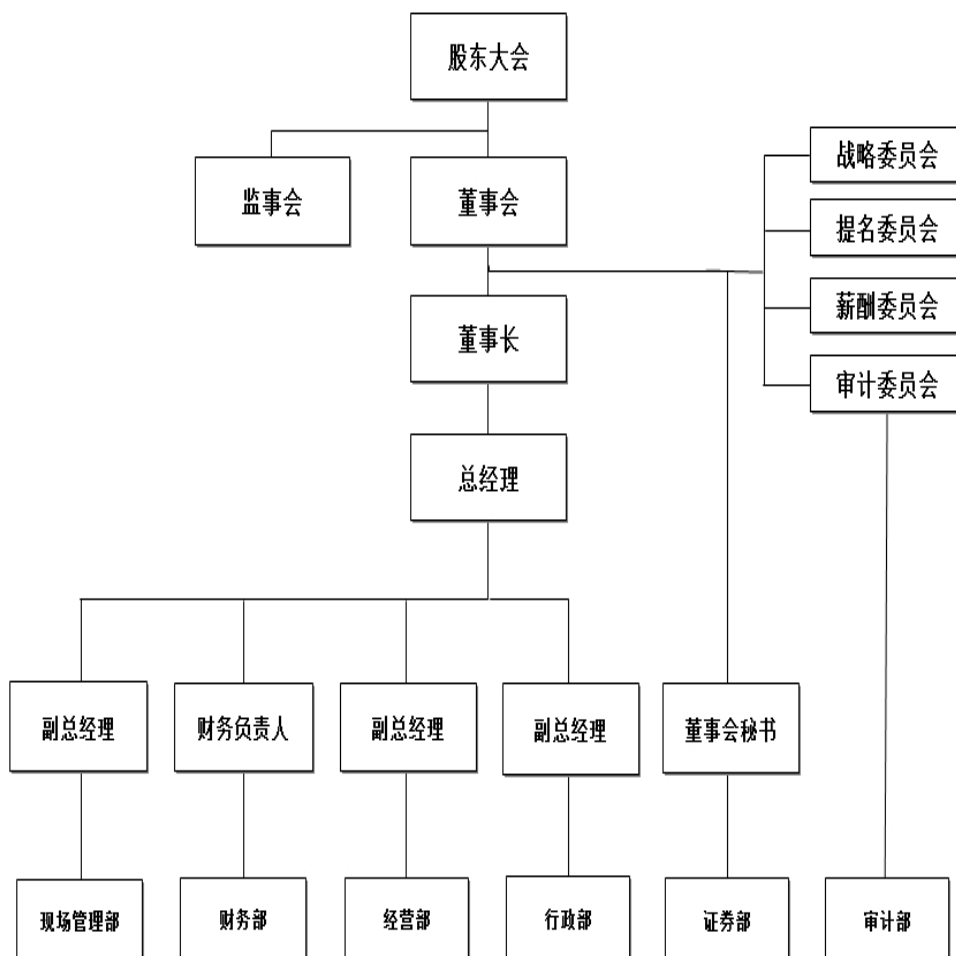 股东大会
监事会
董事会
战略委员会
提名委员会
薪酬委员会
审计委员会
董事长
总经理
副总经理
财务负责人
副总经理
副总经理
董事会秘书
现场管理部
财务部
经营部
行政部
证券部
审计部